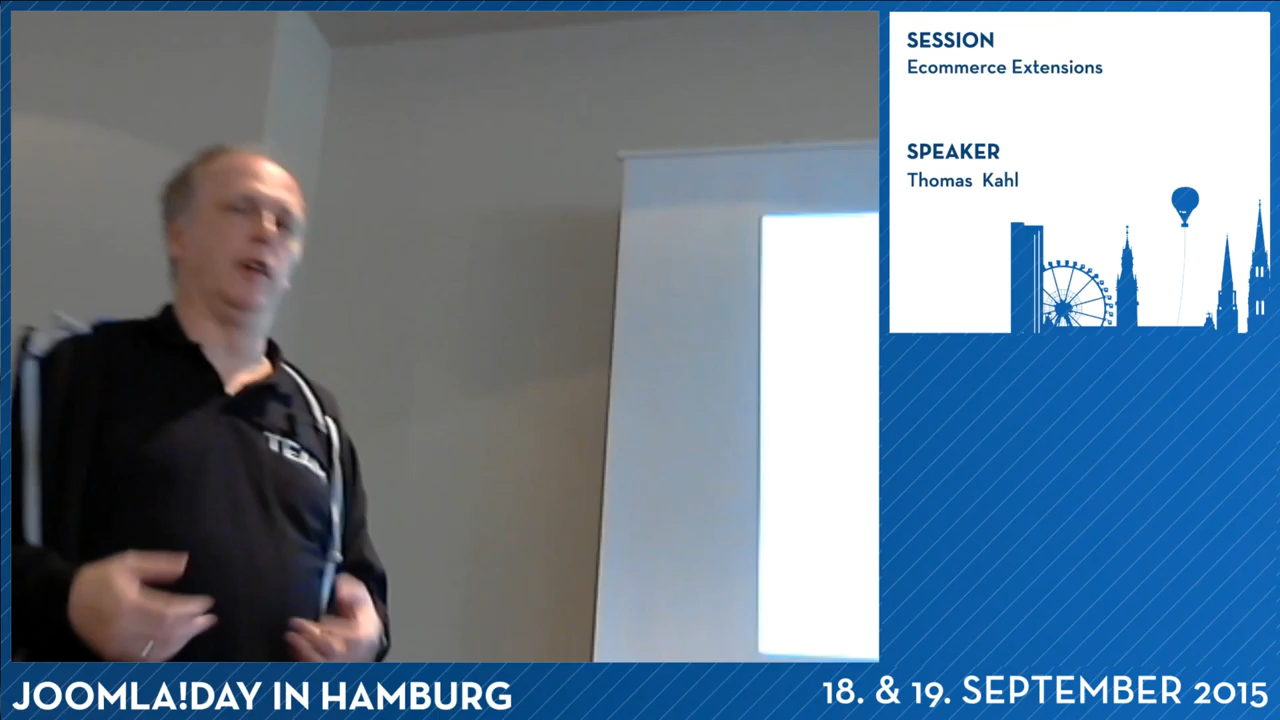 SESSION
Ecommerce Extensions
SPEAKER
Thomas Kahl
JOOMLA!DAY IN HAMBURG
18. & 19. SEPTEMBER 2015